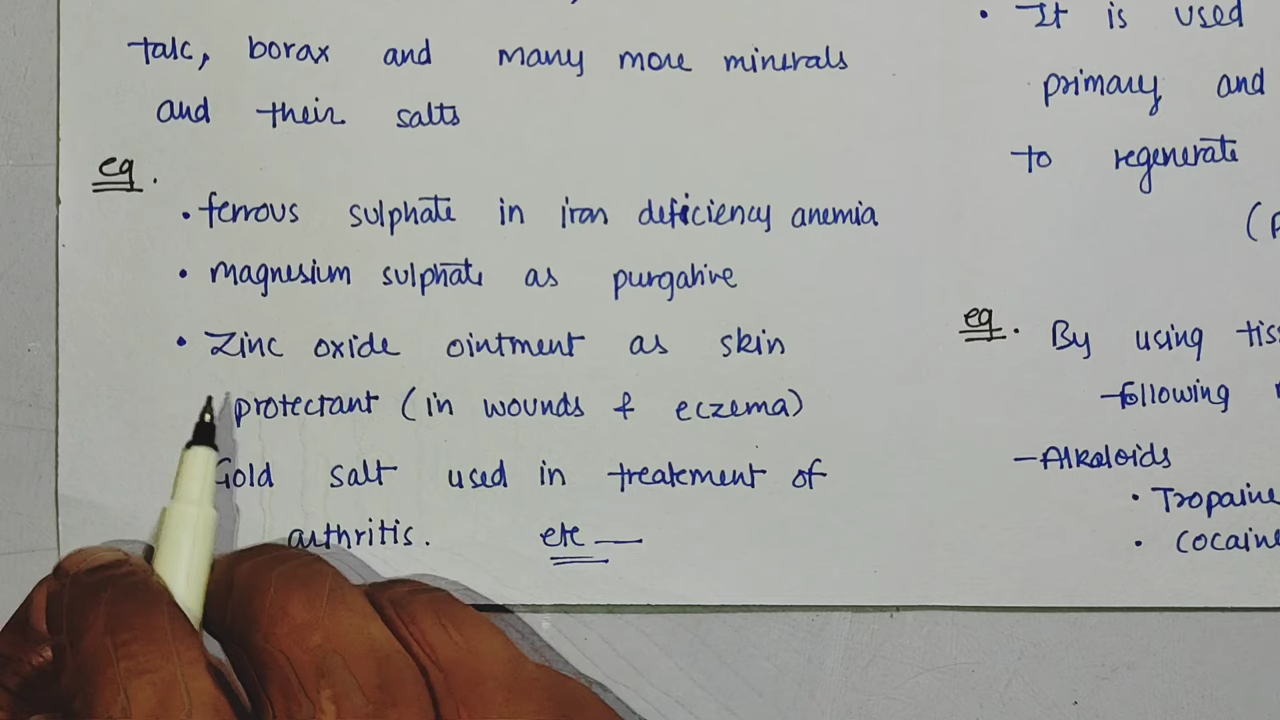 talc, borax and many more minerals
and their salts
eg.
• ferrous sulphate in iron deficiency anemia
• magnesium sulphate as purgative
• Zinc oxide ointment as skin
protectant (in wounds & eczema)
Gold salt used in treatement of
arthritis. etc —
• It is used
primary and
to regenerate
(
eg. By using
following
— Alkaloids
• Tropaine
• cocaine